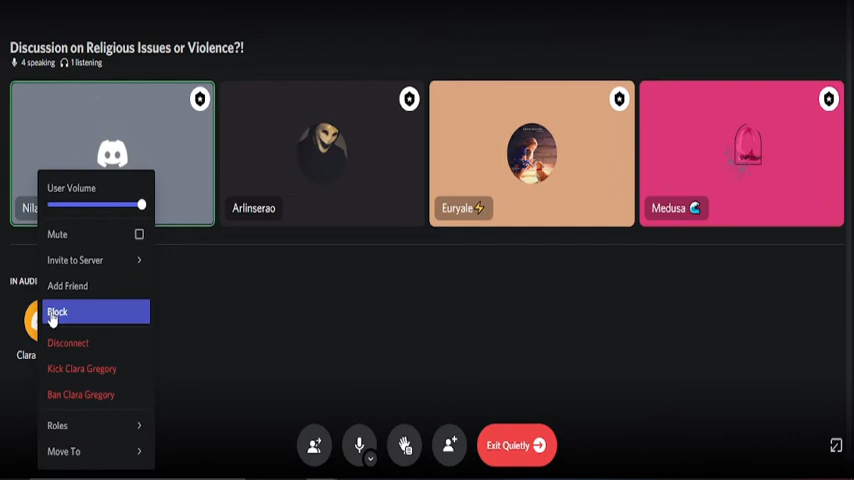 Discussion on Religious Issues or Violence?!
4 speaking 1 listening
Nila
Arlinserao
Euryale⚡
Medusa 🌊
User Volume
Mute
Invite to Server
Add Friend
Block
Disconnect
Kick Clara Gregory
Ban Clara Gregory
Roles
Move To
IN AUDI
Clara
Exit Quietly